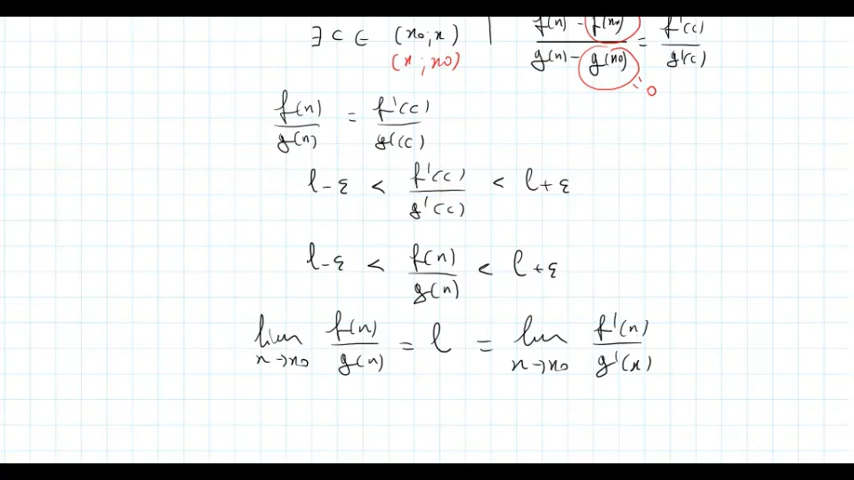 ∃ c ∈ (x0; x) | (f(x) - f(x0)) / (g(x) - g(x0)) = f'(c) / g'(c)
(x; x0) 0
f(x) / g(x) = f'(c) / g'(c)
l-ε < f'(c) / g'(c) < l+ε
l-ε < f(x) / g(x) < l+ε
lim x→x0 f(x) / g(x) = l = lim x→x0 f'(x) / g'(x)